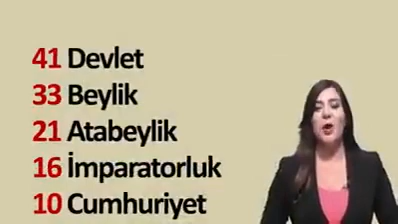 41 Devlet
33 Beylik
21 Atabeylik
16 İmparatorluk
10 Cumhuriyet